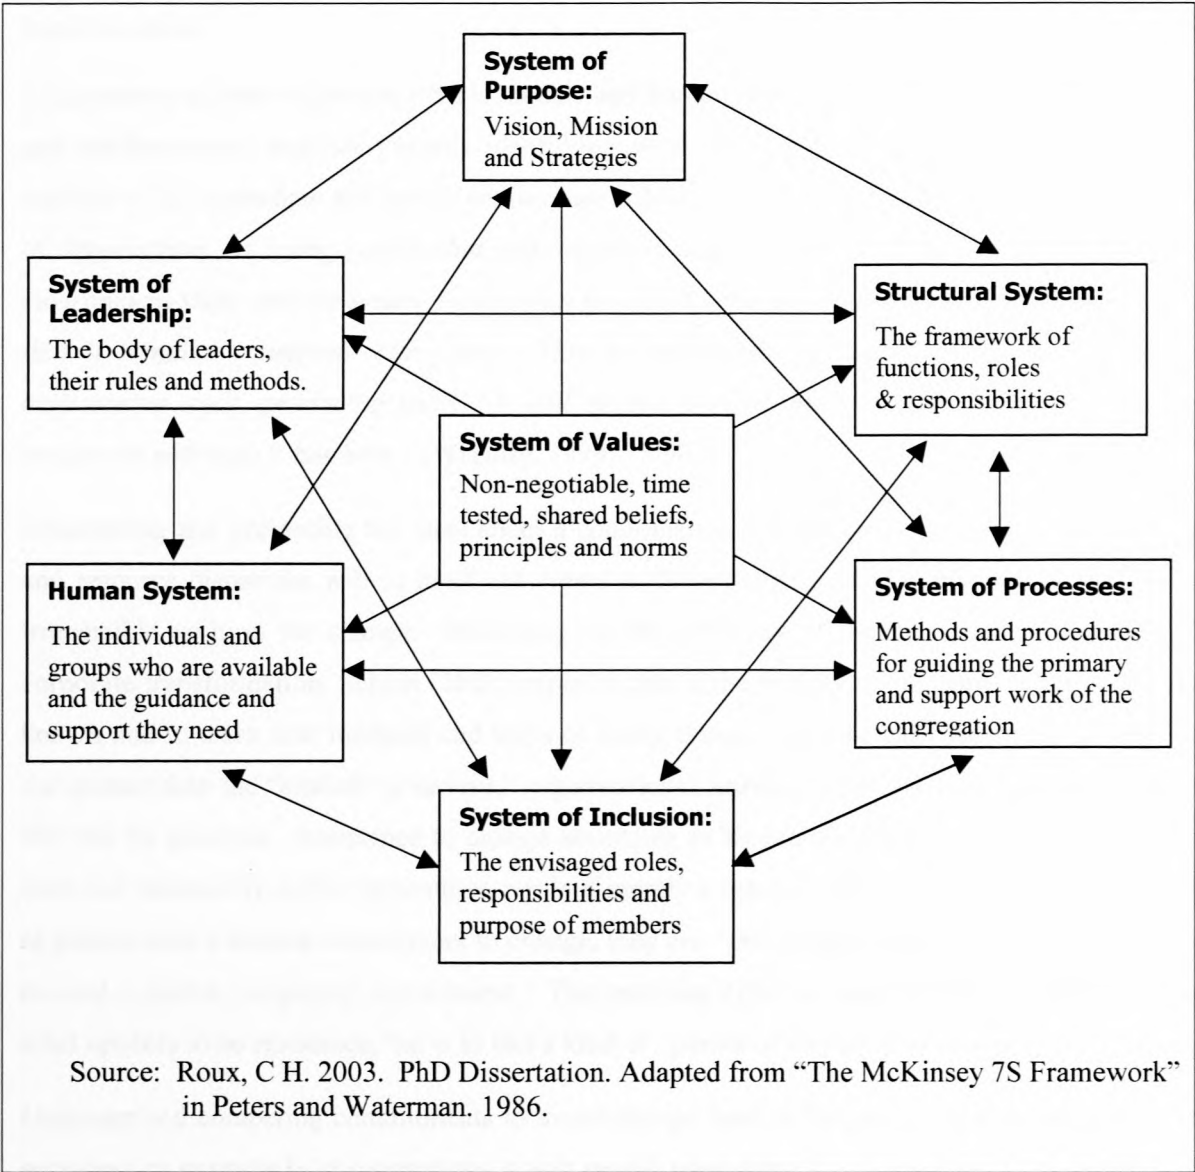 System of
Purpose:
Vision, Mission
and Strategies
System of
Leadership:
The body of leaders,
their rules and methods.
Structural System:
The framework of
functions, roles
& responsibilities
System of Values:
Non-negotiable, time
tested, shared beliefs,
principles and norms
Human System:
The individuals and
groups who are available
and the guidance and
support they need
System of Processes:
Methods and procedures
for guiding the primary
and support work of the
congregation
System of Inclusion:
The envisaged roles,
responsibilities and
purpose of members
Source: Roux, C H. 2003. PhD Dissertation. Adapted from “The McKinsey 7S Framework”
in Peters and Waterman. 1986.